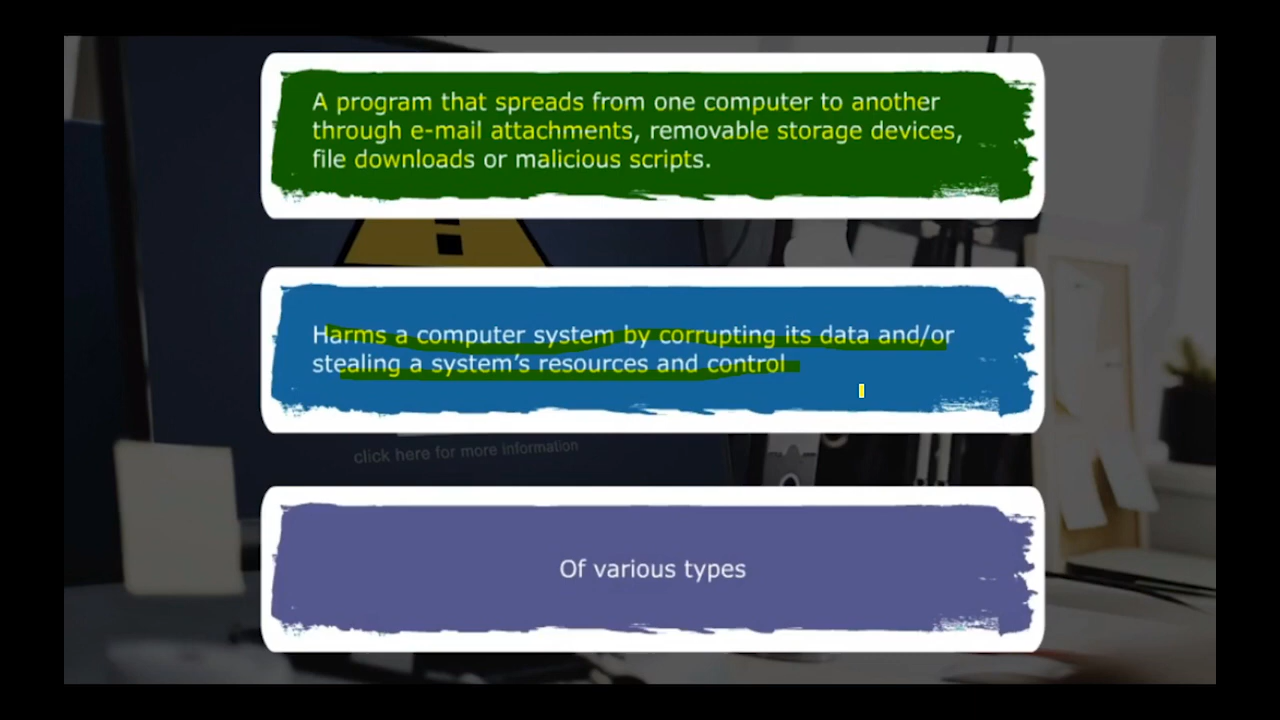 A program that spreads from one computer to another
through e-mail attachments, removable storage devices,
file downloads or malicious scripts.
Harms a computer system by corrupting its data and/or
stealing a system’s resources and control
click here for more information
Of various types